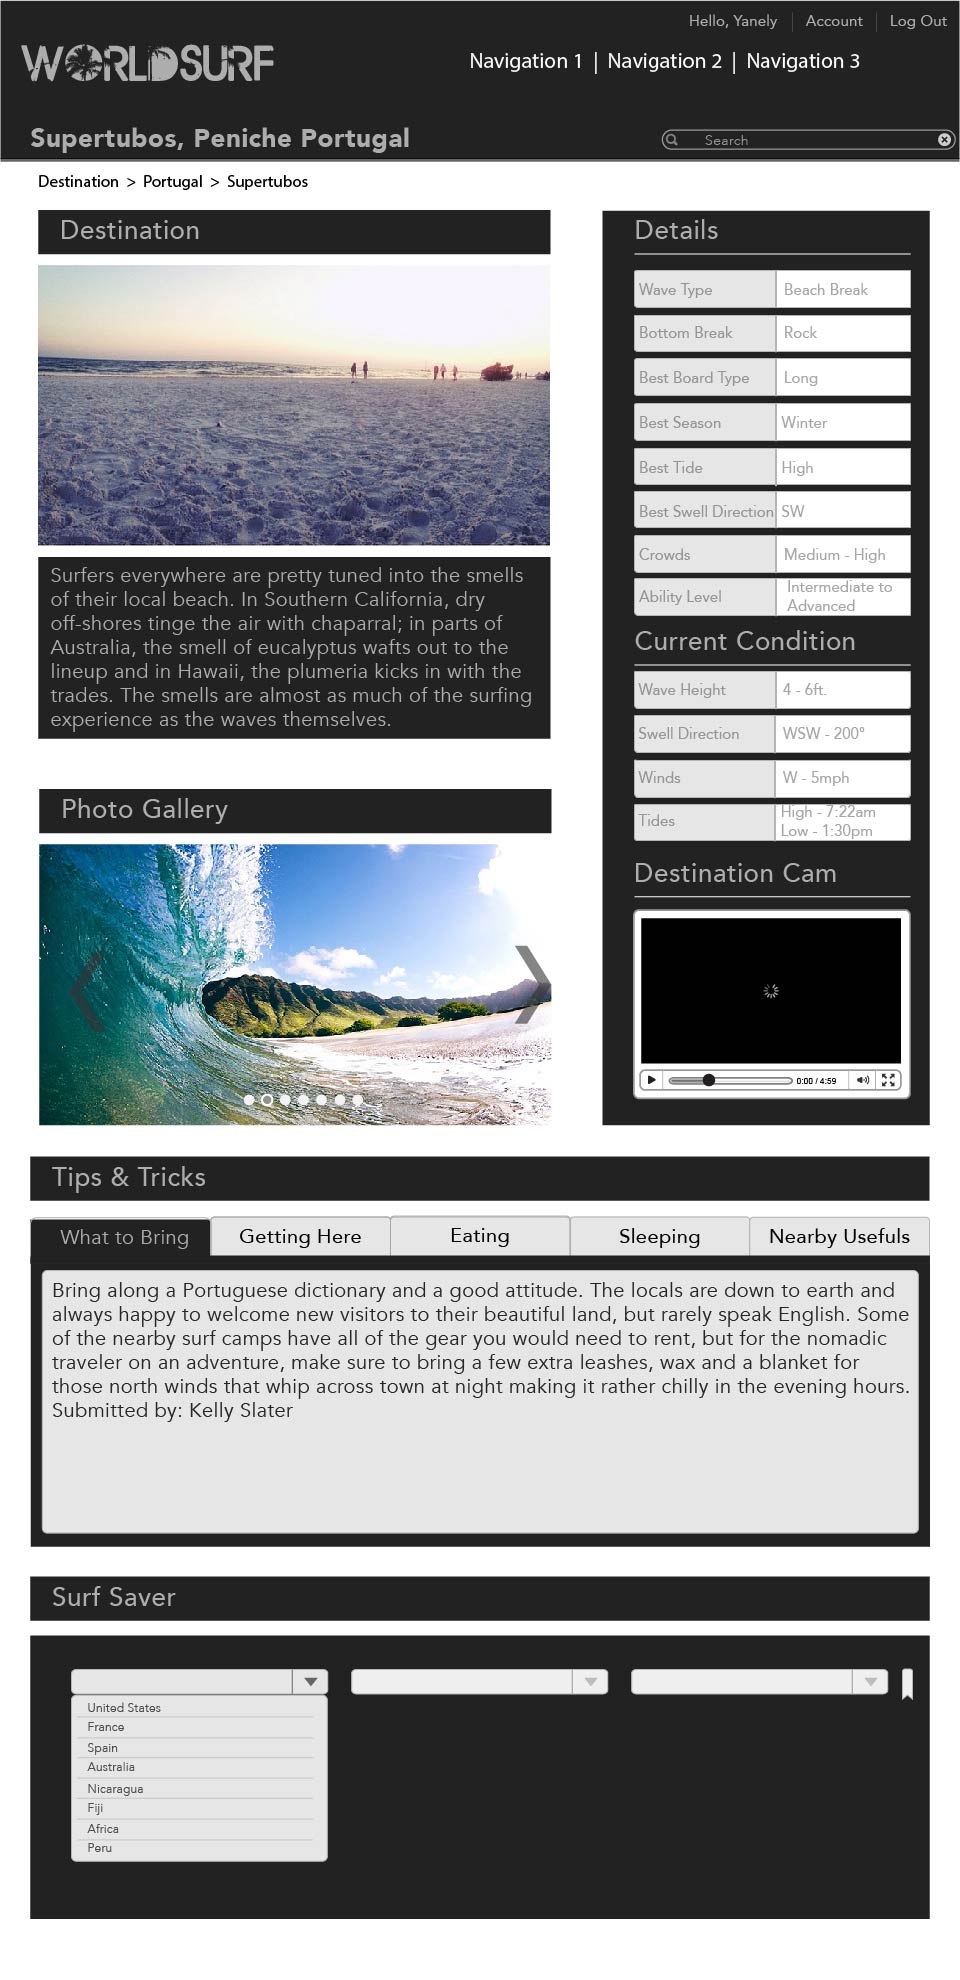 Hello, Yanely | Account | Log Out
WORLDSURF
Navigation 1 | Navigation 2 | Navigation 3
Supertubos, Peniche Portugal
Search
Destination > Portugal > Supertubos
Destination
Surfers everywhere are pretty tuned into the smells
of their local beach. In Southern California, dry
off-shores tinge the air with chaparral; in parts of
Australia, the smell of eucalyptus wafts out to the
lineup and in Hawaii, the plumeria kicks in with the
trades. The smells are almost as much of the surfing
experience as the waves themselves.
Photo Gallery
Details
Wave Type Beach Break
Bottom Break Rock
Best Board Type Long
Best Season Winter
Best Tide High
Best Swell Direction SW
Crowds Medium - High
Ability Level Intermediate to
Advanced
Current Condition
Wave Height 4 - 6ft.
Swell Direction WSW - 200°
Winds W - 5mph
Tides High - 7:22am
Low - 1:30pm
Destination Cam
0:00 / 4:59
Tips & Tricks
What to Bring Getting Here Eating Sleeping Nearby Usefuls
Bring along a Portuguese dictionary and a good attitude. The locals are down to earth and
always happy to welcome new visitors to their beautiful land, but rarely speak English. Some
of the nearby surf camps have all of the gear you would need to rent, but for the nomadic
traveler on an adventure, make sure to bring a few extra leashes, wax and a blanket for
those north winds that whip across town at night making it rather chilly in the evening hours.
Submitted by: Kelly Slater
Surf Saver
United States
France
Spain
Australia
Nicaragua
Fiji
Africa
Peru